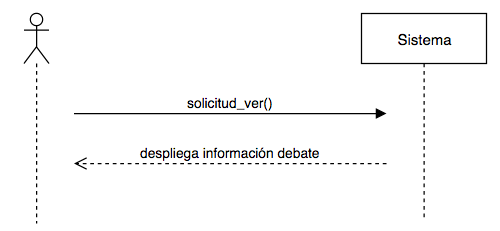 Sistema
solicitud_ver()
despliega información debate